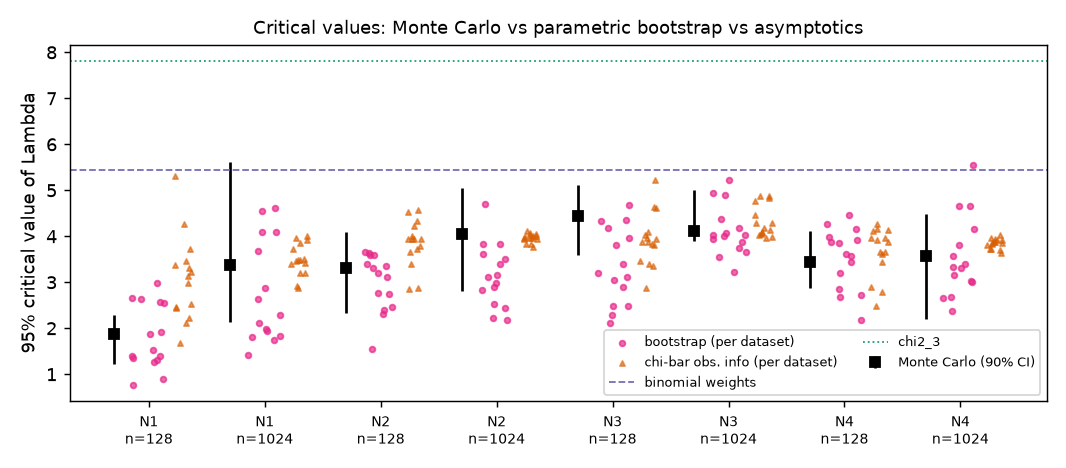 Critical values: Monte Carlo vs parametric bootstrap vs asymptotics
95% critical value of Lambda
8
7
6
5
4
3
2
1
bootstrap (per dataset)
chi-bar obs. info (per dataset)
binomial weights
chi2_3
Monte Carlo (90% CI)
N1
n=128
N1
n=1024
N2
n=128
N2
n=1024
N3
n=128
N3
n=1024
N4
n=128
N4
n=1024